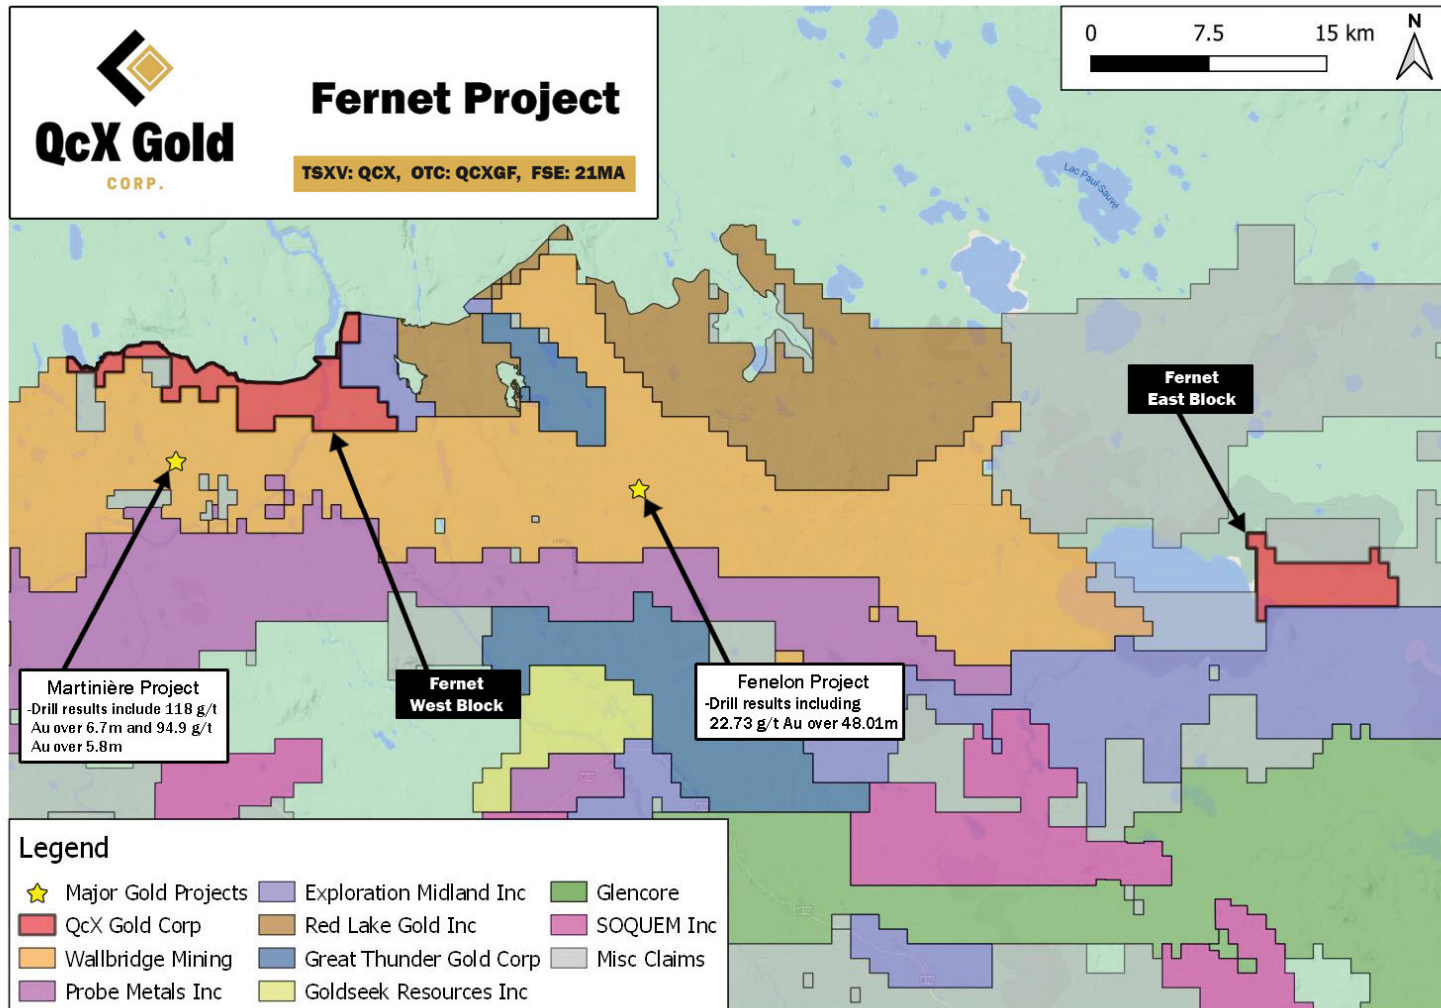 QcX Gold
CORP.
Fernet Project
TSXV: QCX, OTC: QCXGF, FSE: 21MA
0 7.5 15 km
N
Lac Paul-Sauvé
Fernet
East Block
Martinière Project
-Drill results include 118 g/t
Au over 6.7m and 94.9 g/t
Au over 5.8m
Fernet
West Block
Fenelon Project
-Drill results including
22.73 g/t Au over 48.01m
Legend
Major Gold Projects
QcX Gold Corp
Wallbridge Mining
Probe Metals Inc
Exploration Midland Inc
Red Lake Gold Inc
Great Thunder Gold Corp
Goldseek Resources Inc
Glencore
SOQUEM Inc
Misc Claims